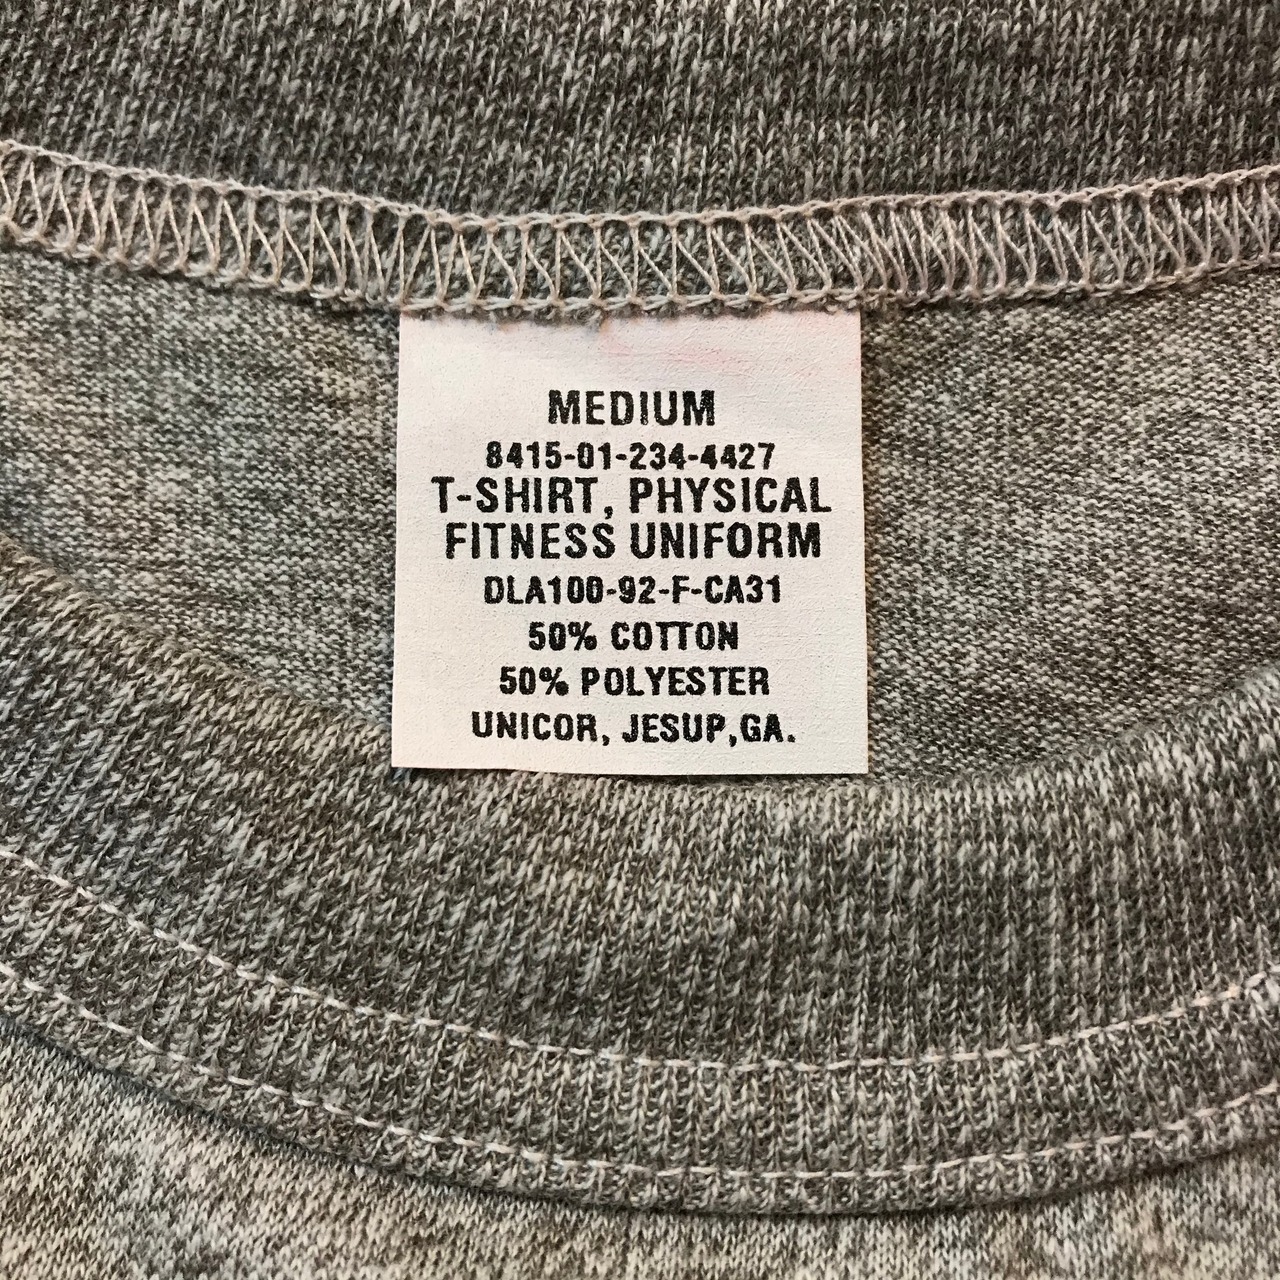 MEDIUM
8415-01-234-4427
T-SHIRT, PHYSICAL
FITNESS UNIFORM
DLA100-92-F-CA31
50% COTTON
50% POLYESTER
UNICOR, JESUP,GA.